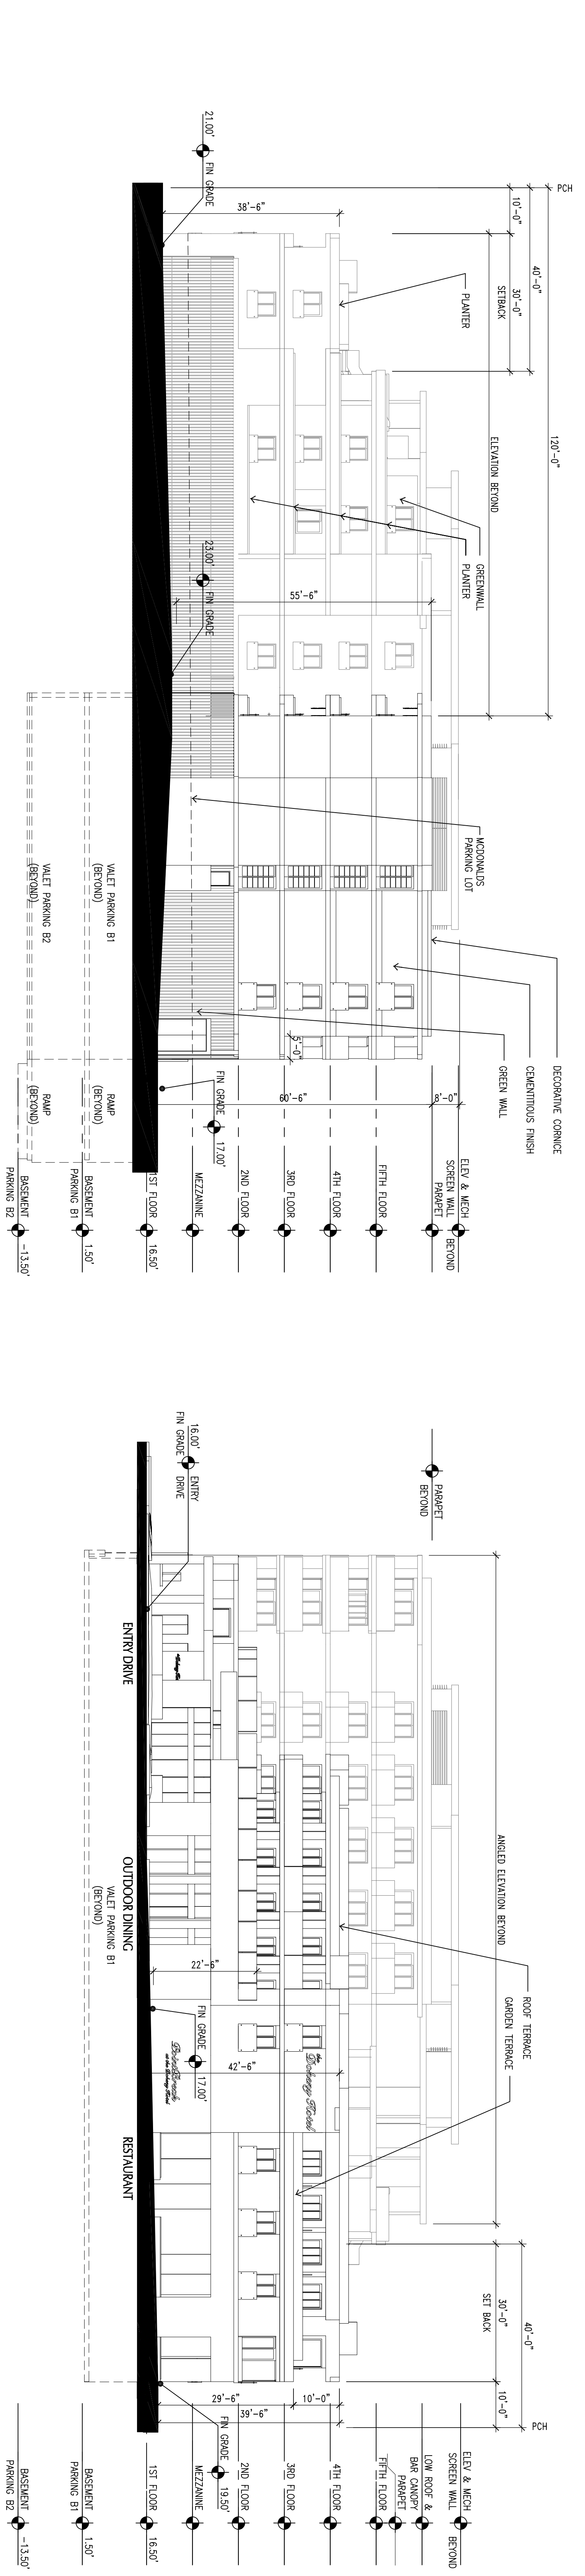 PCH
10'-0"
40'-0"
30'-0"
SETBACK
120'-0"
ELEVATION BEYOND
38'-6"
21.00'
FIN GRADE
PLANTER
GREENWALL
PLANTER
23.00'
FIN GRADE
55'-6"
MCDONALDS
PARKING LOT
DECORATIVE CORNICE
CEMENTITIOUS FINISH
GREEN WALL
VALET PARKING B1
(BEYOND)
VALET PARKING B2
(BEYOND)
RAMP
(BEYOND)
RAMP
(BEYOND)
5'-0"
FIN GRADE
17.00'
60'-6"
8'-0"
ELEV & MECH
SCREEN WALL
BEYOND
PARAPET
FIFTH FLOOR
4TH FLOOR
3RD FLOOR
2ND FLOOR
MEZZANINE
1ST FLOOR
16.50'
BASEMENT
PARKING B1
1.50'
BASEMENT
PARKING B2
-13.50'
PARAPET
BEYOND
16.00'
FIN GRADE
ENTRY
DRIVE
ENTRY DRIVE
OUTDOOR DINING
RESTAURANT
VALET PARKING B1
(BEYOND)
ANGLED ELEVATION BEYOND
ROOF TERRACE
GARDEN TERRACE
22'-6"
FIN GRADE
17.00'
42'-6"
the
Doheny Hotel
at the Doheny Hotel
SET BACK
30'-0"
40'-0"
10'-0"
PCH
29'-6"
10'-0"
39'-6"
FIN GRADE
19.50'
ELEV & MECH
SCREEN WALL
BEYOND
LOW ROOF &
BAR CANOPY
PARAPET
FIFTH FLOOR
4TH FLOOR
3RD FLOOR
2ND FLOOR
MEZZANINE
1ST FLOOR
16.50'
BASEMENT
PARKING B1
1.50'
BASEMENT
PARKING B2
-13.50'